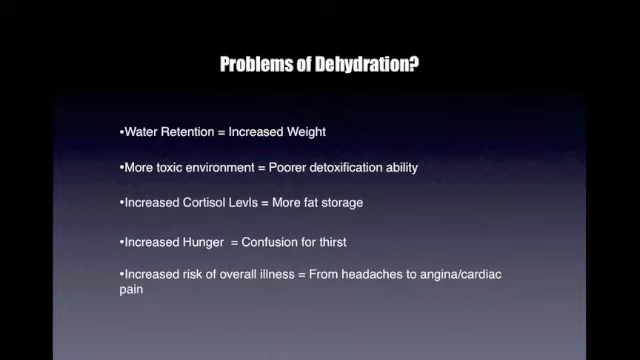 Problems of Dehydration?
•Water Retention = Increased Weight
•More toxic environment = Poorer detoxification ability
•Increased Cortisol Levls = More fat storage
•Increased Hunger  = Confusion for thirst
•Increased risk of overall illness = From headaches to angina/cardiac
pain